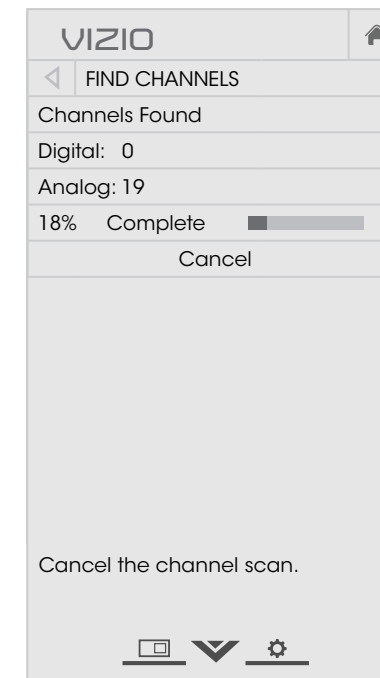 VIZIO
FIND CHANNELS
Channels Found
Digital: 0
Analog: 19
18% Complete
Cancel
Cancel the channel scan.